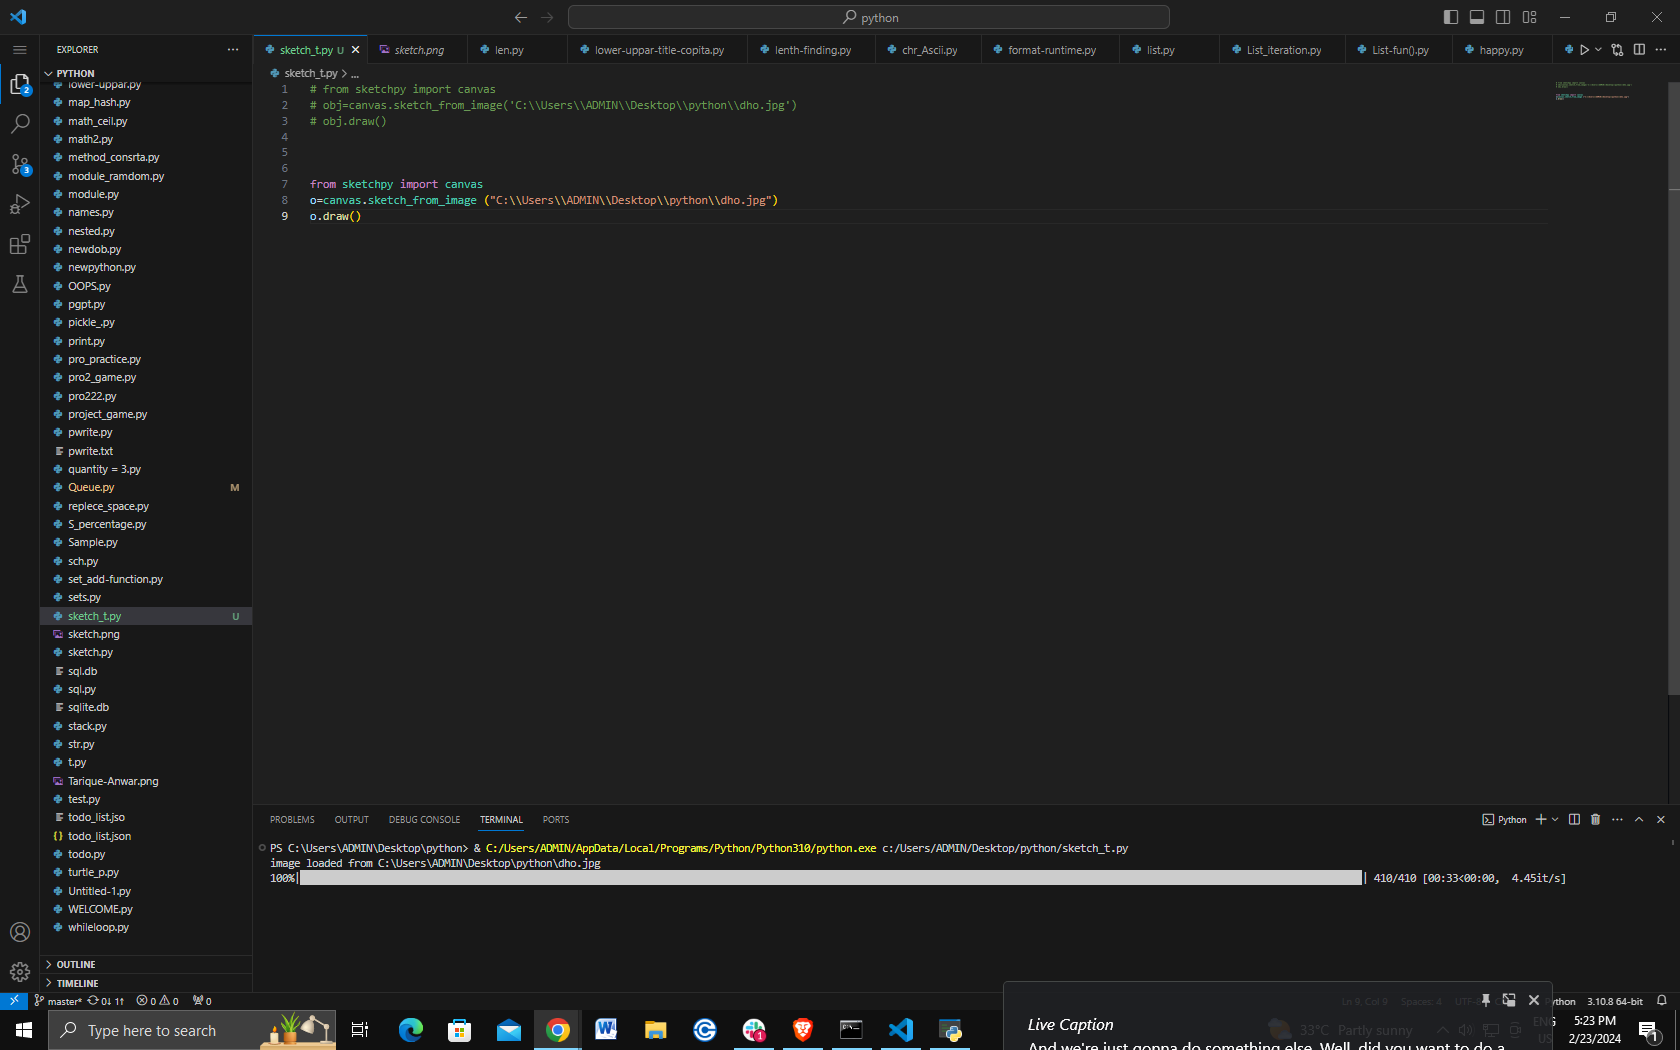 python
EXPLORER
PYTHON
lower-uppar.py
map_hash.py
math_ceil.py
math2.py
method_consrta.py
module_ramdom.py
module.py
names.py
nested.py
newdob.py
newpython.py
OOPS.py
pgpt.py
pickle_.py
print.py
pro_practice.py
pro2_game.py
pro222.py
project_game.py
pwrite.py
pwrite.txt
quantity = 3.py
Queue.py M
replece_space.py
S_percentage.py
Sample.py
sch.py
set_add-function.py
sets.py
sketch_t.py U
sketch.png
sketch.py
sql.db
sql.py
sqlite.db
stack.py
str.py
t.py
Tarique-Anwar.png
test.py
todo_list.jso
todo_list.json
todo.py
turtle_p.py
Untitled-1.py
WELCOME.py
whileloop.py
OUTLINE
TIMELINE
sketch_t.py U sketch.png len.py lower-uppar-title-copita.py lenth-finding.py chr_Ascii.py format-runtime.py list.py List_iteration.py List-fun().py happy.py
sketch_t.py > ...
1 # from sketchpy import canvas
2 # obj=canvas.sketch_from_image('C:\\Users\\ADMIN\\Desktop\\python\\dho.jpg')
3 # obj.draw()
4
5
6
7 from sketchpy import canvas
8 o=canvas.sketch_from_image ("C:\\Users\\ADMIN\\Desktop\\python\\dho.jpg")
9 o.draw()
PROBLEMS OUTPUT DEBUG CONSOLE TERMINAL PORTS
Python
PS C:\Users\ADMIN\Desktop\python> & C:/Users/ADMIN/AppData/Local/Programs/Python/Python310/python.exe c:/Users/ADMIN/Desktop/python/sketch_t.py
image loaded from C:\Users\ADMIN\Desktop\python\dho.jpg
100%| | 410/410 [00:33<00:00, 4.45it/s]
master* 0↓ 1↑ 0 0 0
Ln 9, Col 9 Spaces: 4 UTF-8 ython 3.10.8 64-bit
Live Caption
And we're just gonna do something else. Well, did you want to do a
Type here to search
33°C Partly sunny
ENG
US
5:23 PM
2/23/2024